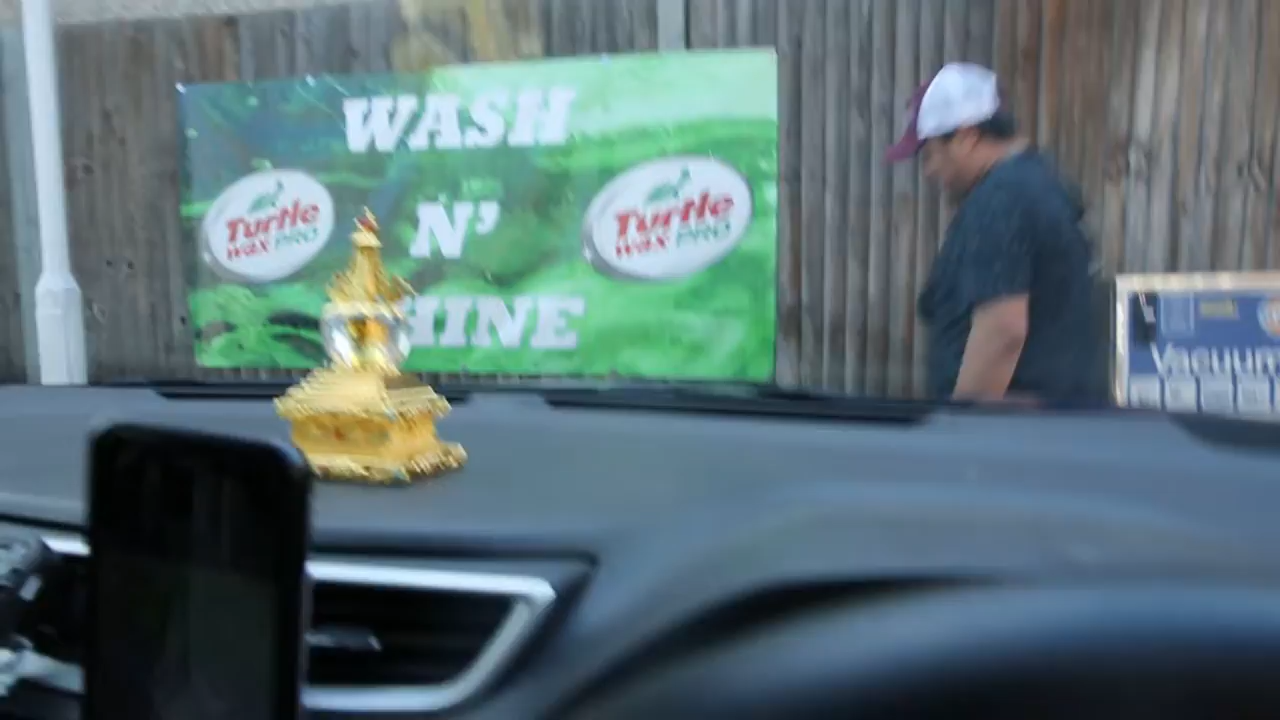 WASH
Turtle
WAX PRO
N'
Turtle
WAX PRO
HINE
Vacuum